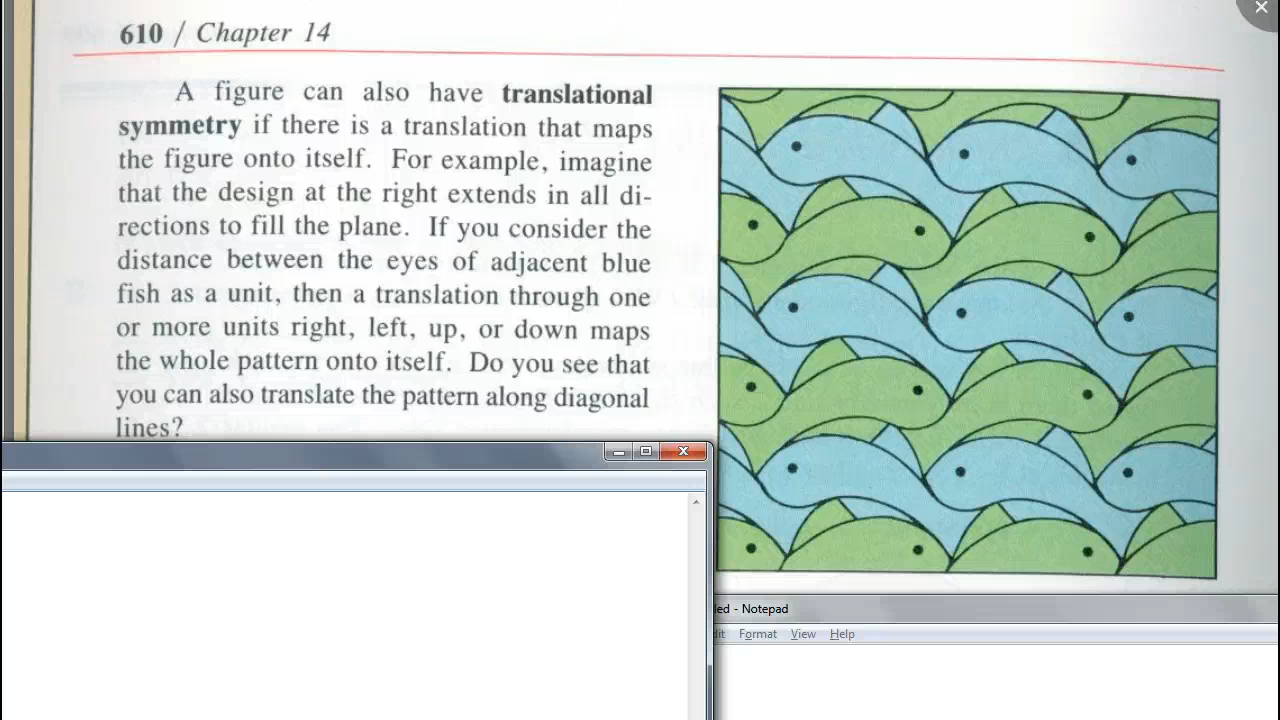 610 / Chapter 14
A figure can also have translational
symmetry if there is a translation that maps
the figure onto itself. For example, imagine
that the design at the right extends in all di-
rections to fill the plane. If you consider the
distance between the eyes of adjacent blue
fish as a unit, then a translation through one
or more units right, left, up, or down maps
the whole pattern onto itself. Do you see that
you can also translate the pattern along diagonal
lines?
led - Notepad
dit Format View Help